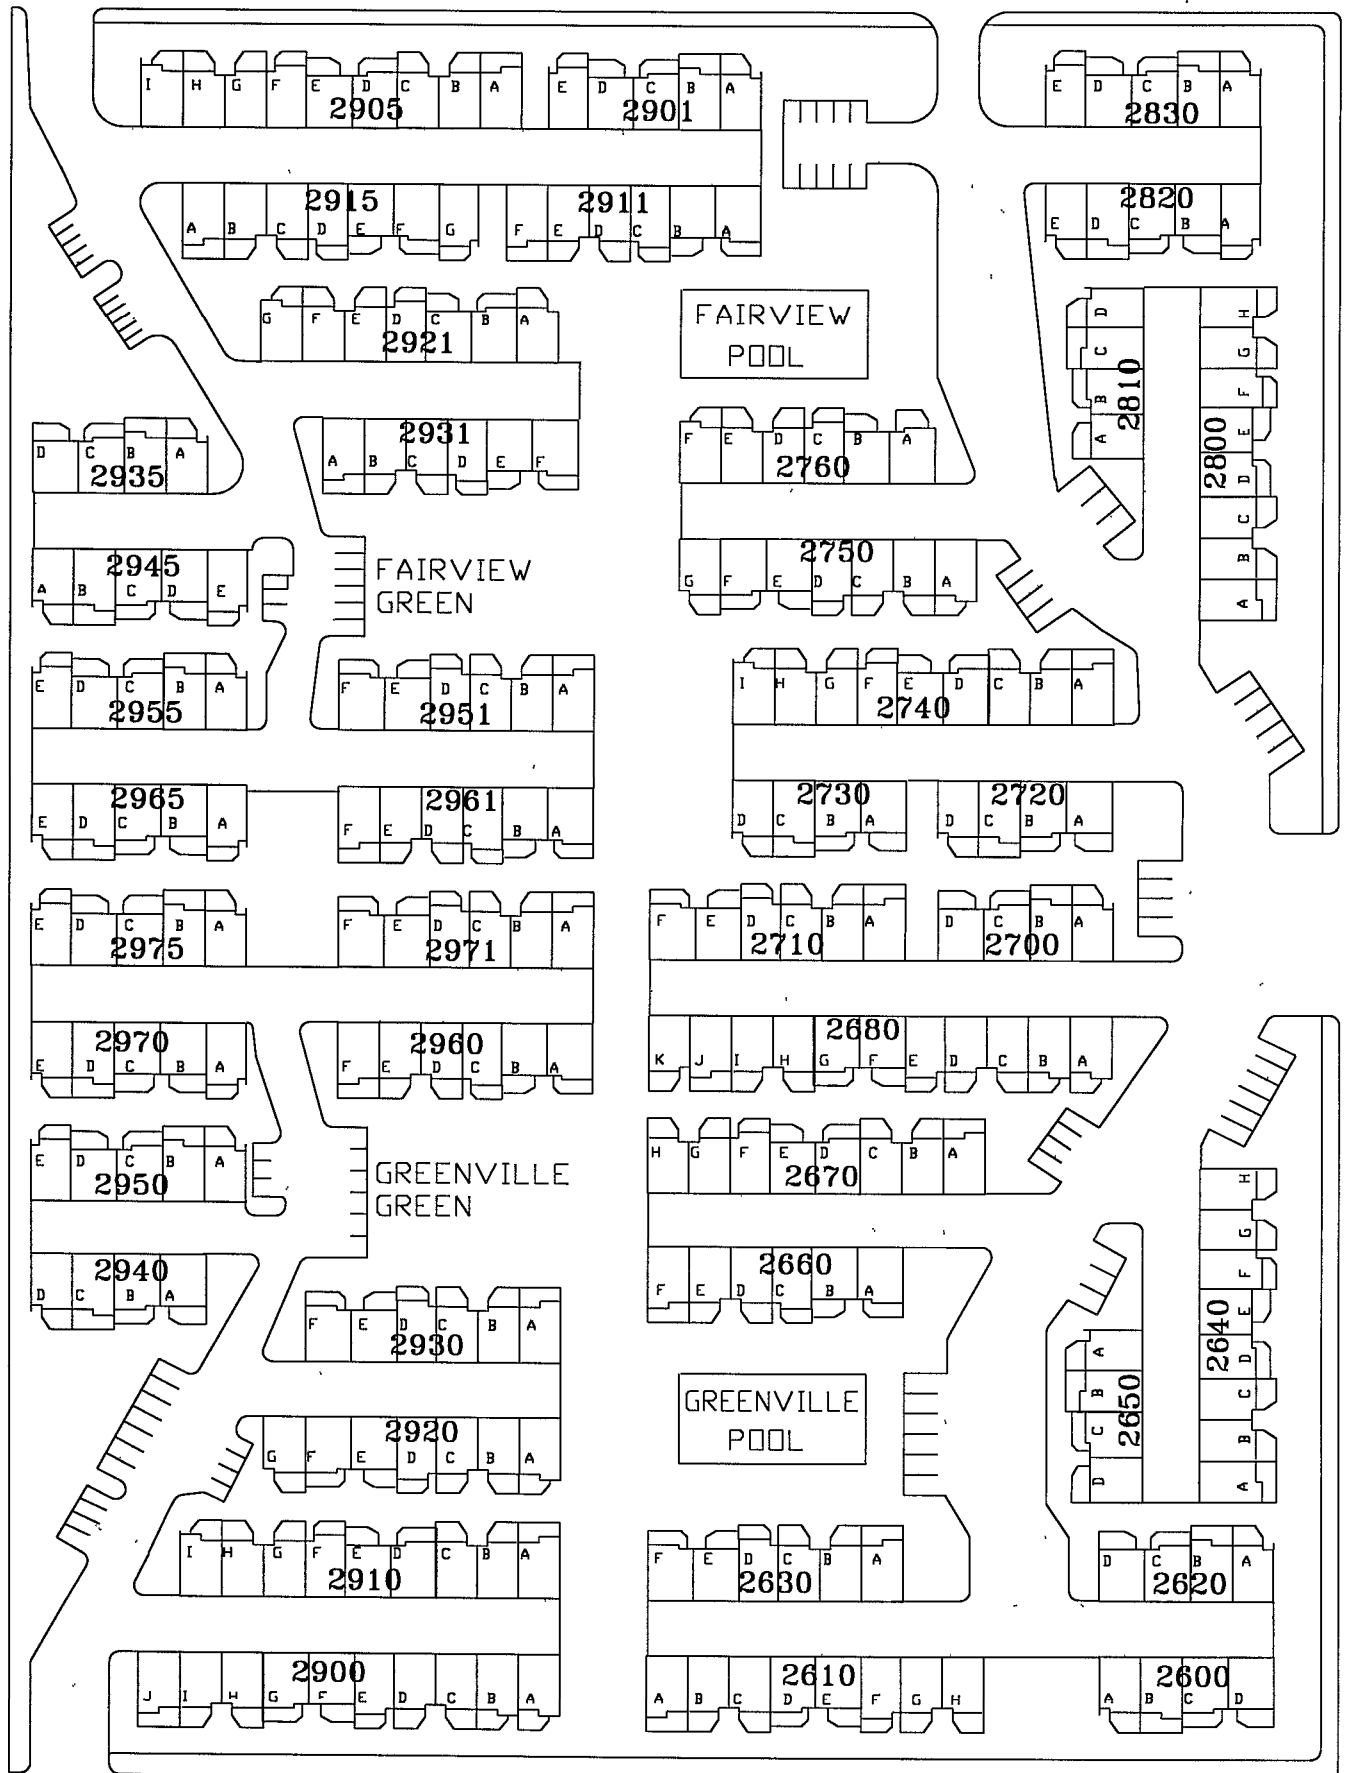 I H G F E D C B A
2905
E D C B A
2901
E D C B A
2830
2915
A B C D E F G
2911
F E D C B A
2820
E D C B A
G F E D C B A
2921
FAIRVIEW
POOL
D C B A
2810
H G F E D C B A
2800
D C B A
2935
2931
A B C D E F
F E D C B A
2760
2945
A B C D E
FAIRVIEW
GREEN
2750
G F E D C B A
E D C B A
2955
F E D C B A
2951
I H G F E D C B A
2740
2965
E D C B A
2961
F E D C B A
2730
D C B A
2720
D C B A
E D C B A
2975
F E D C B A
2971
F E D C B A
2710
D C B A
2700
2970
E D C B A
2960
F E D C B A
2680
K J I H G F E D C B A
E D C B A
2950
GREENVILLE
GREEN
H G F E D C B A
2670
H G F E D C B A
2640
2940
D C B A
2660
F E D C B A
F E D C B A
2930
A B C D
2650
GREENVILLE
POOL
2920
G F E D C B A
I H G F E D C B A
2910
F E D C B A
2630
D C B A
2620
2900
J I H G F E D C B A
2610
A B C D E F G H
2600
A B C D